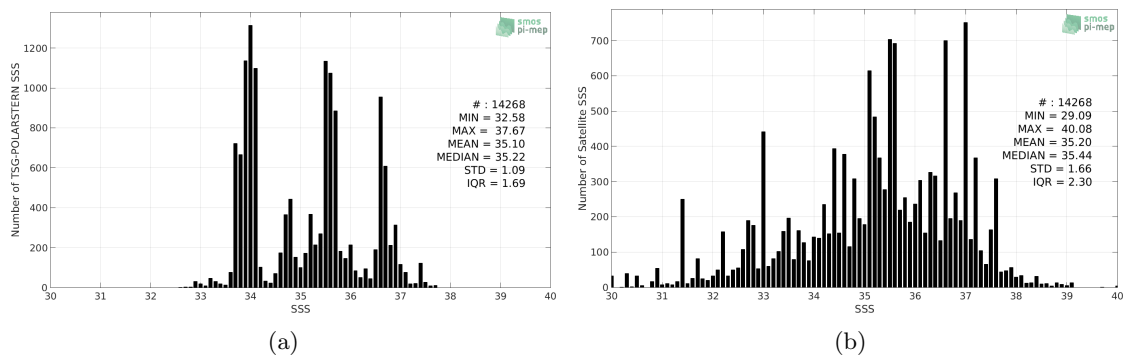 smos
pi-mep
Number of TSG-POLARSTERN SSS
1200
1000
800
600
400
200
0
# : 14268
MIN = 32.58
MAX = 37.67
MEAN = 35.10
MEDIAN = 35.22
STD = 1.09
IQR = 1.69
30 31 32 33 34 35 36 37 38 39 40
SSS
(a)
smos
pi-mep
Number of Satellite SSS
700
600
500
400
300
200
100
0
# : 14268
MIN = 29.09
MAX = 40.08
MEAN = 35.20
MEDIAN = 35.44
STD = 1.66
IQR = 2.30
30 31 32 33 34 35 36 37 38 39 40
SSS
(b)